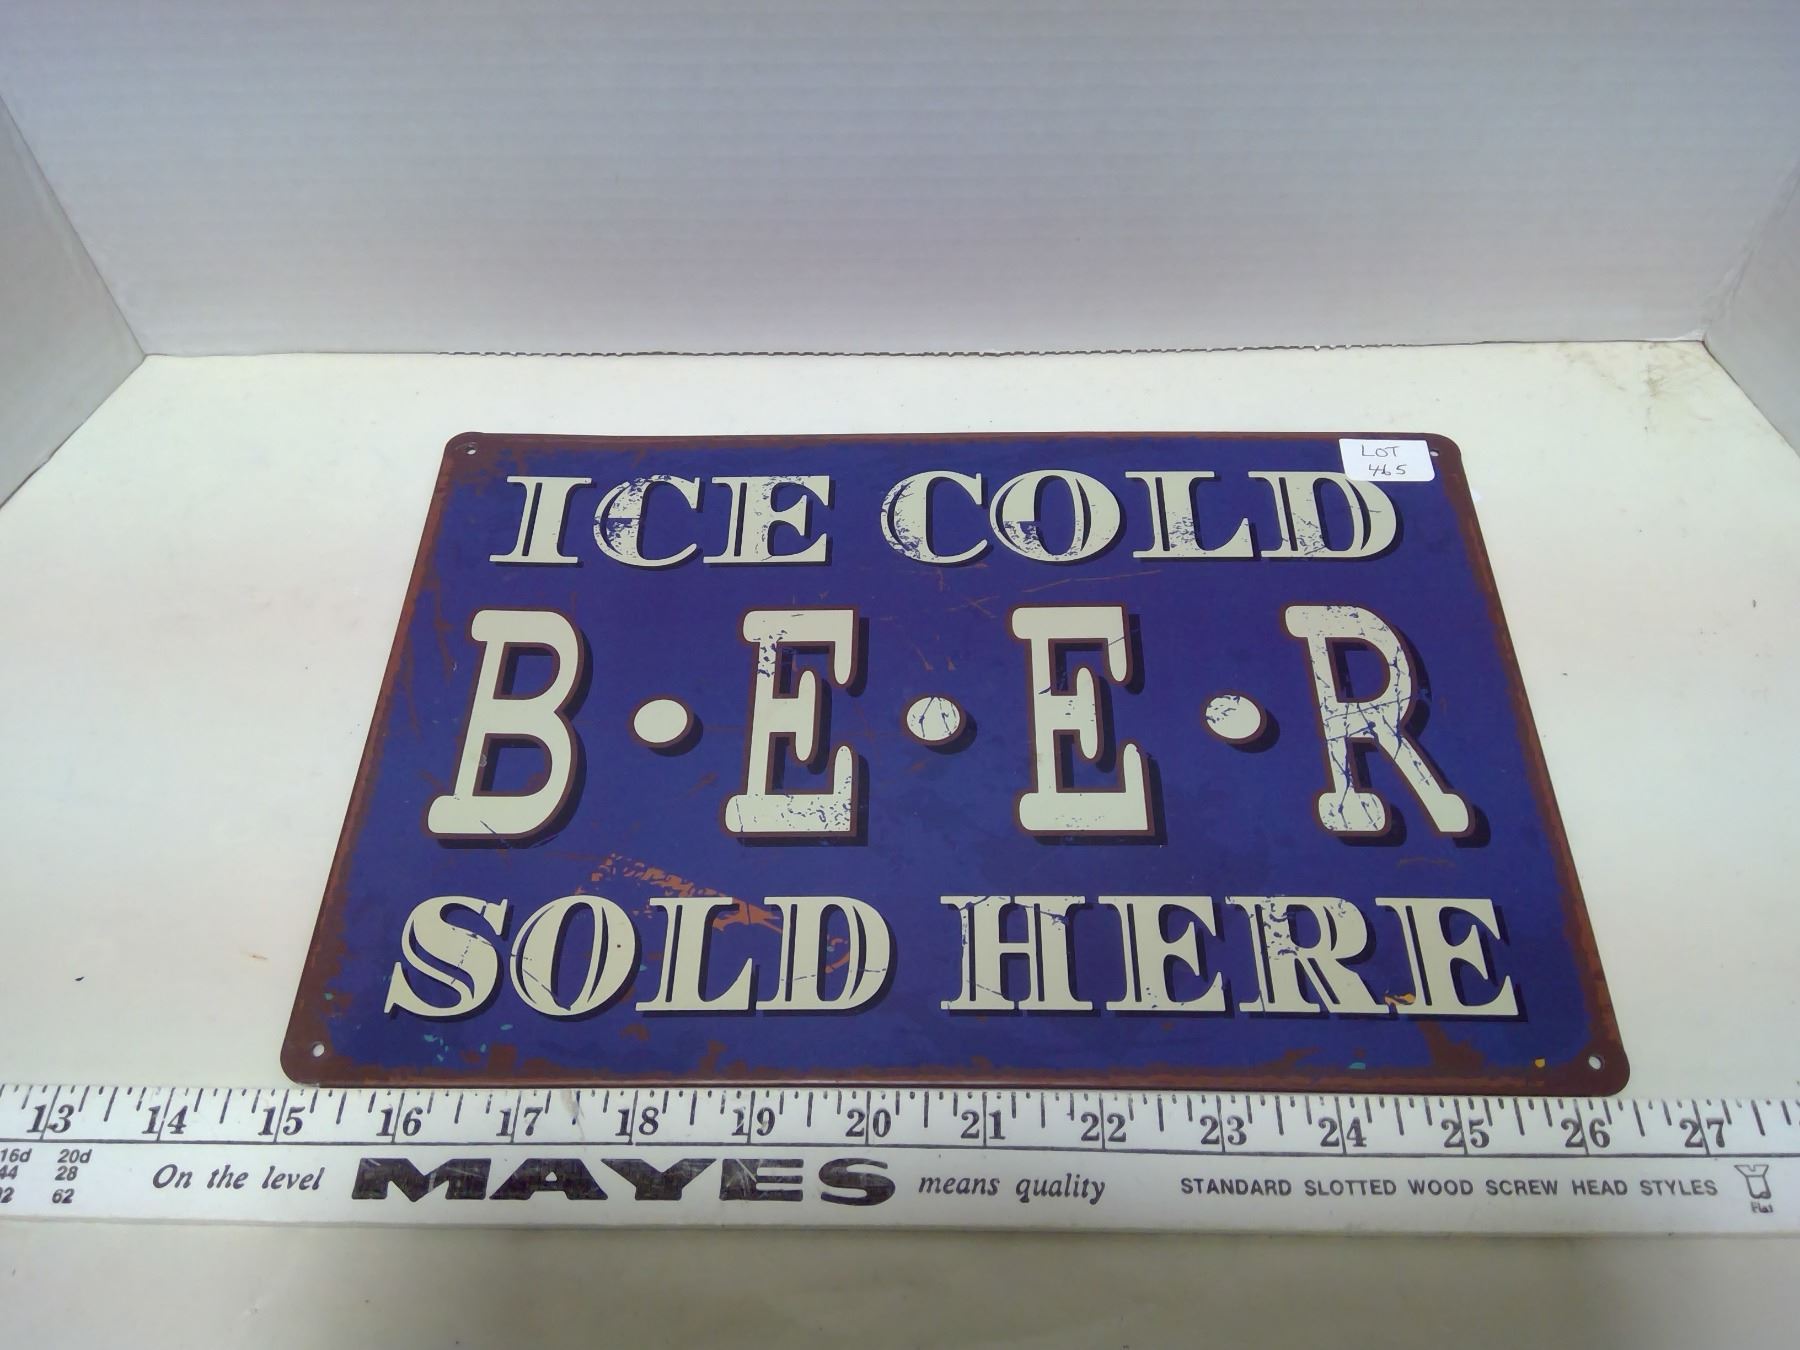 LOT
465
ICE COLD
B•E•E•R
SOLD HERE
13 14 15 16 17 18 19 20 21 22 23 24 25 26 27
16d 20d
44 28
92 62
On the level MAYES means quality STANDARD SLOTTED WOOD SCREW HEAD STYLES
Flat